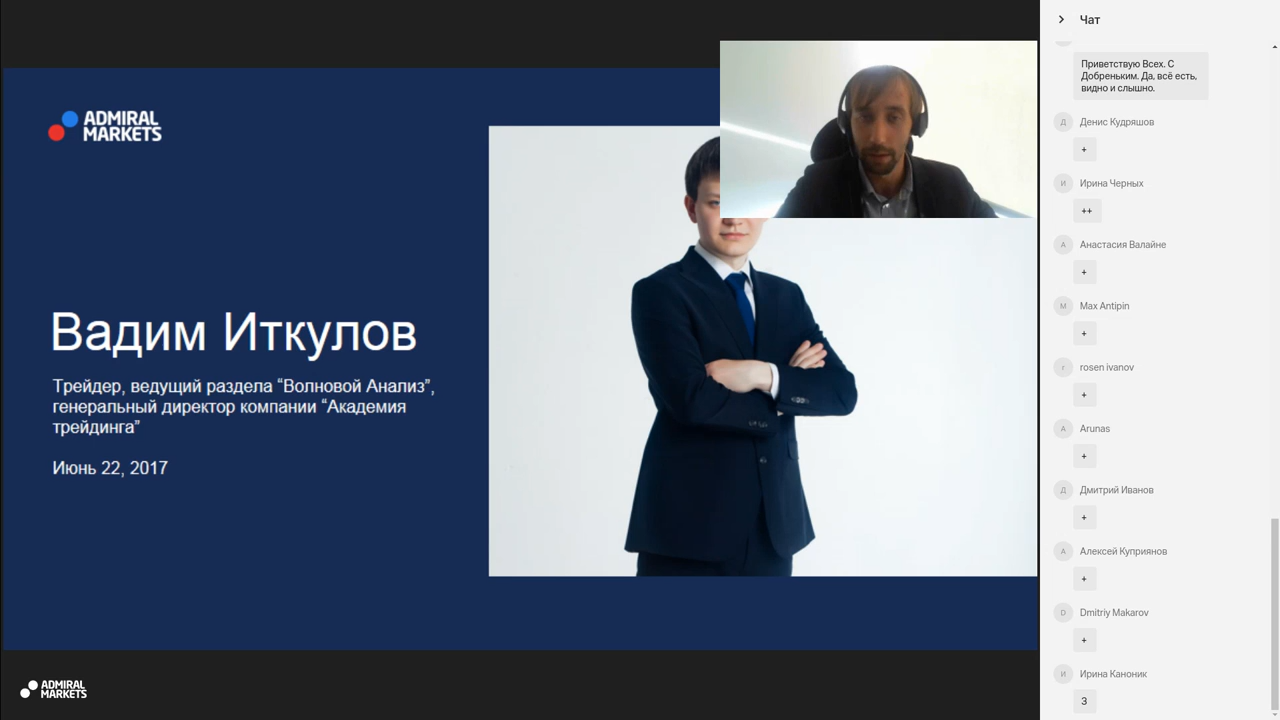 ADMIRAL
MARKETS
Вадим Иткулов
Трейдер, ведущий раздела “Волновой Анализ”,
генеральный директор компании “Академия
трейдинга”
Июнь 22, 2017
ADMIRAL
MARKETS
Чат
Приветствую Всех. С
Добреньким. Да, всё есть,
видно и слышно.
Д Денис Кудряшов
+
И Ирина Черных
++
А Анастасия Валайне
+
M Max Antipin
+
r rosen ivanov
+
A Arunas
+
Д Дмитрий Иванов
+
А Алексей Куприянов
+
D Dmitriy Makarov
+
И Ирина Каноник
3